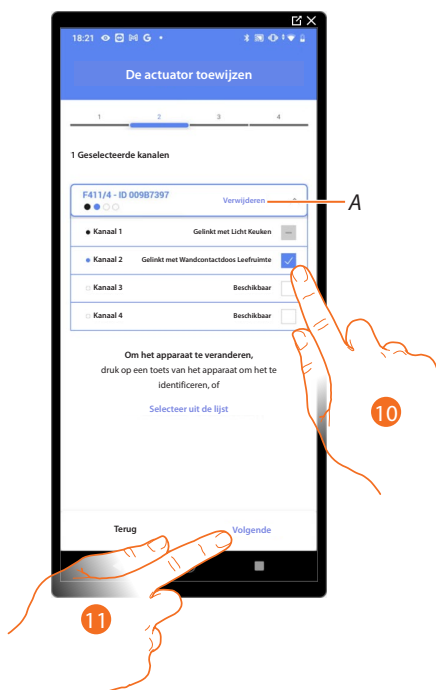 18:21 G
De actuator toewijzen
1 2 3 4
1 Geselecteerde kanalen
F411/4 - ID 009B7397
Verwijderen
A
Kanaal 1 Gelinkt met Licht Keuken
Kanaal 2 Gelinkt met Wandcontactdoos Leefruimte
Kanaal 3 Beschikbaar
Kanaal 4 Beschikbaar
Om het apparaat te veranderen,
druk op een toets van het apparaat om het te
identificeren, of
Selecteer uit de lijst
10
Terug Volgende
11